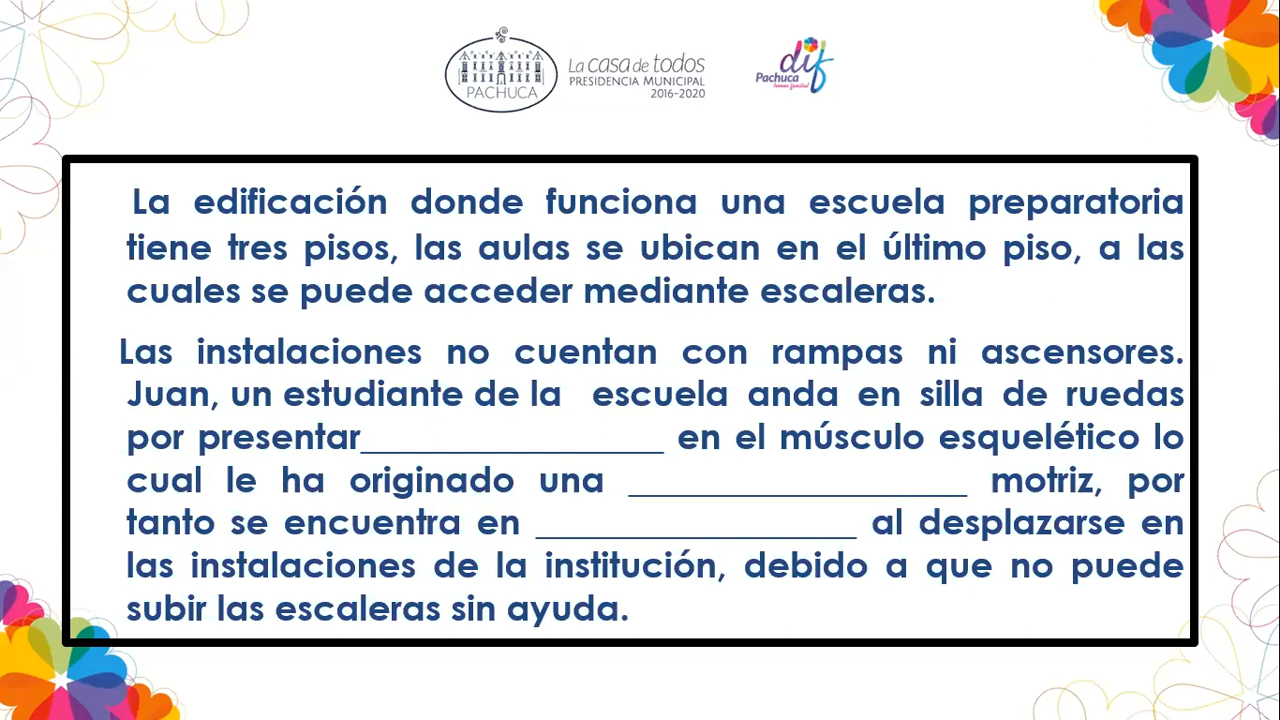 PACHUCA
La casa de todos
PRESIDENCIA MUNICIPAL
2016-2020
dif
Pachuca
La edificación donde funciona una escuela preparatoria
tiene tres pisos, las aulas se ubican en el último piso, a las
cuales se puede acceder mediante escaleras.
Las instalaciones no cuentan con rampas ni ascensores.
Juan, un estudiante de la escuela anda en silla de ruedas
por presentar_________________ en el músculo esquelético lo
cual le ha originado una ___________________ motriz, por
tanto se encuentra en __________________ al desplazarse en
las instalaciones de la institución, debido a que no puede
subir las escaleras sin ayuda.